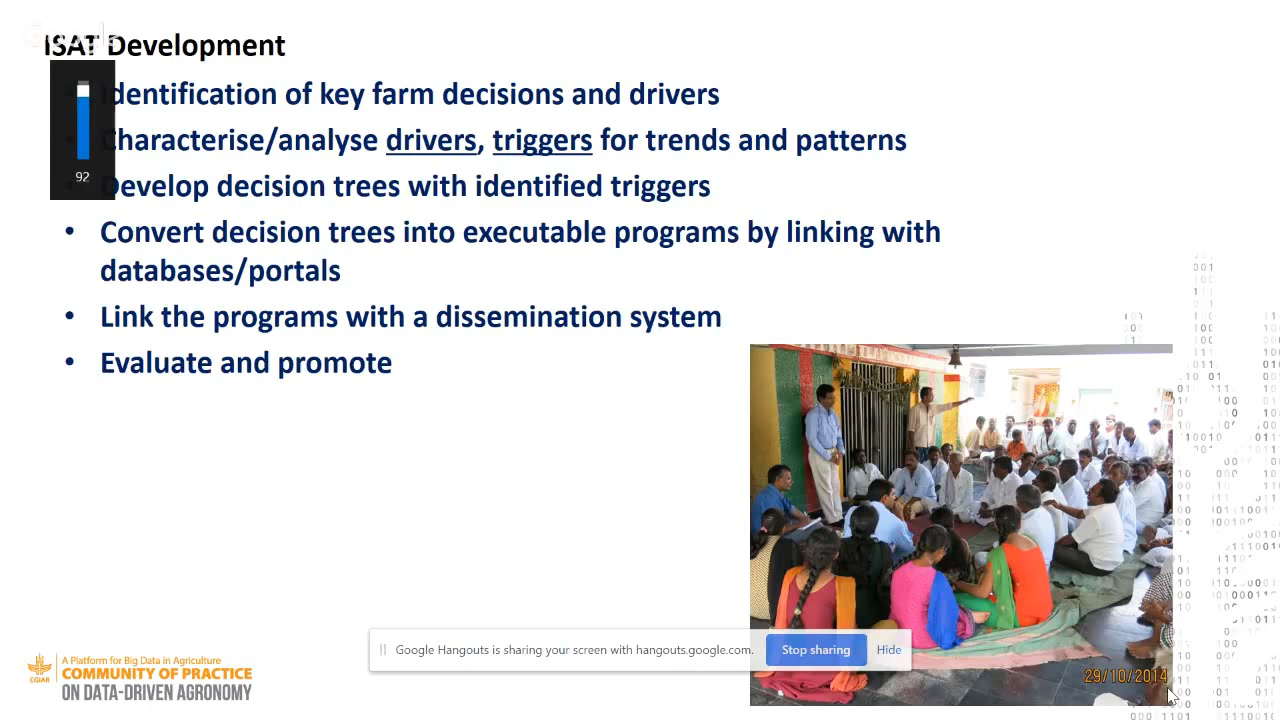 Google
ISAT Development
Identification of key farm decisions and drivers
• Characterise/analyse drivers, triggers for trends and patterns
Develop decision trees with identified triggers
92
• Convert decision trees into executable programs by linking with
databases/portals
• Link the programs with a dissemination system
• Evaluate and promote
Google Hangouts is sharing your screen with hangouts.google.com.
Stop sharing
Hide
29/10/2014
CGIAR
A Platform for Big Data in Agriculture
COMMUNITY OF PRACTICE
ON DATA-DRIVEN AGRONOMY